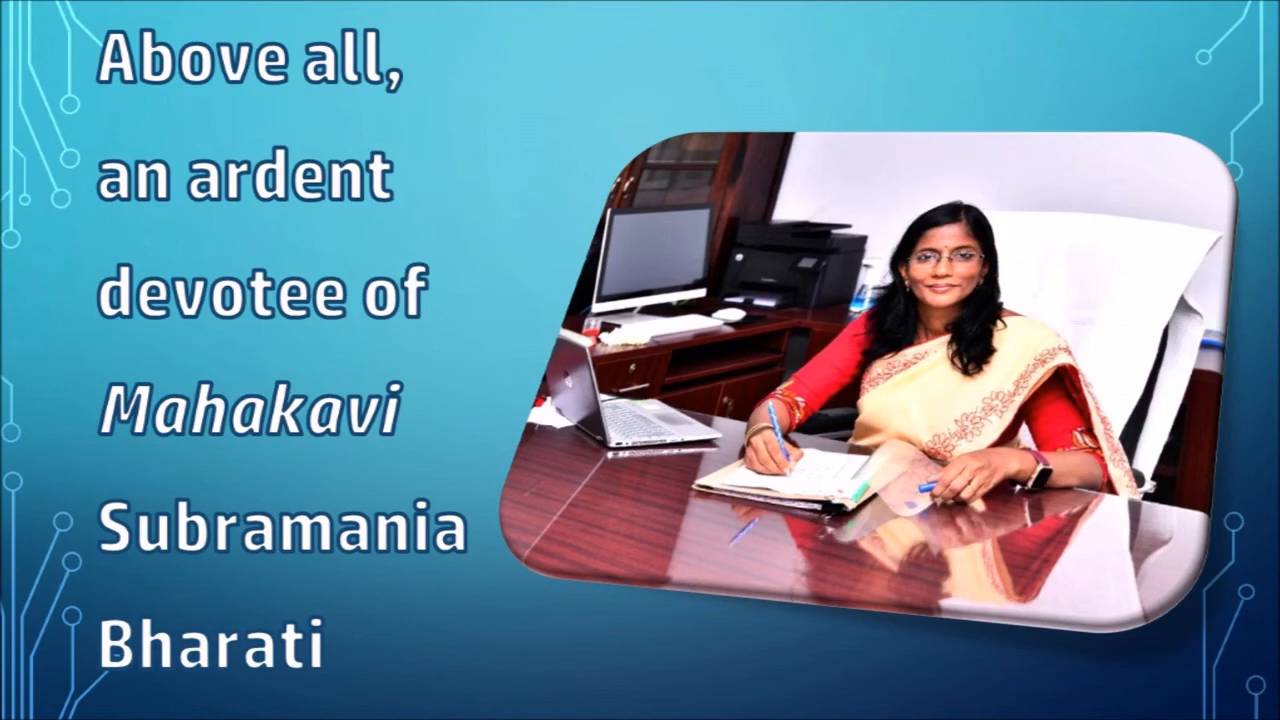 Above all,
an ardent
devotee of
Mahakavi
Subramania
Bharati